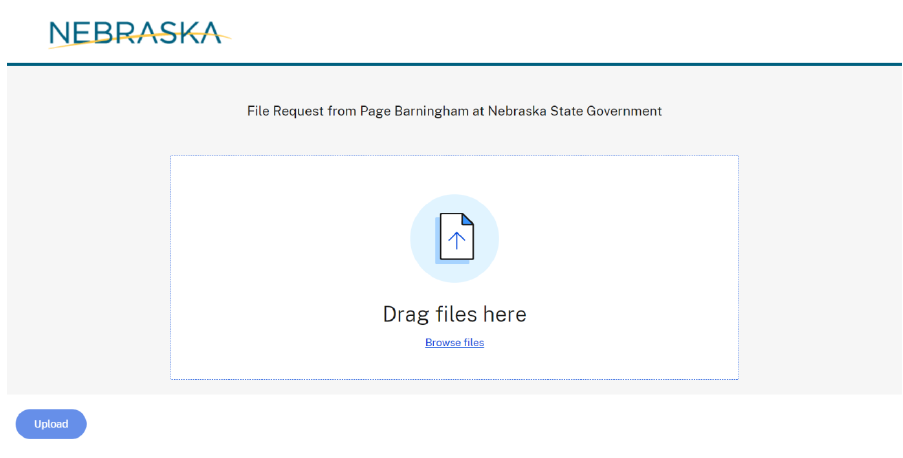 NEBRASKA
File Request from Page Barningham at Nebraska State Government
Drag files here
Browse files
Upload